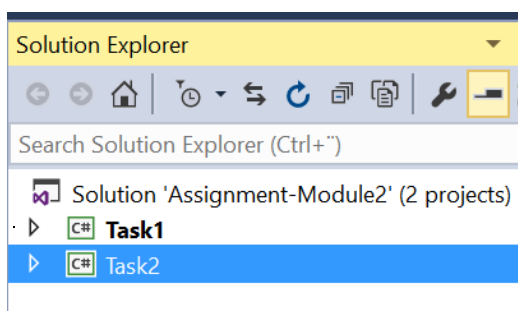 Solution Explorer
Search Solution Explorer (Ctrl+¨)
Solution 'Assignment-Module2' (2 projects)
C# Task1
C# Task2